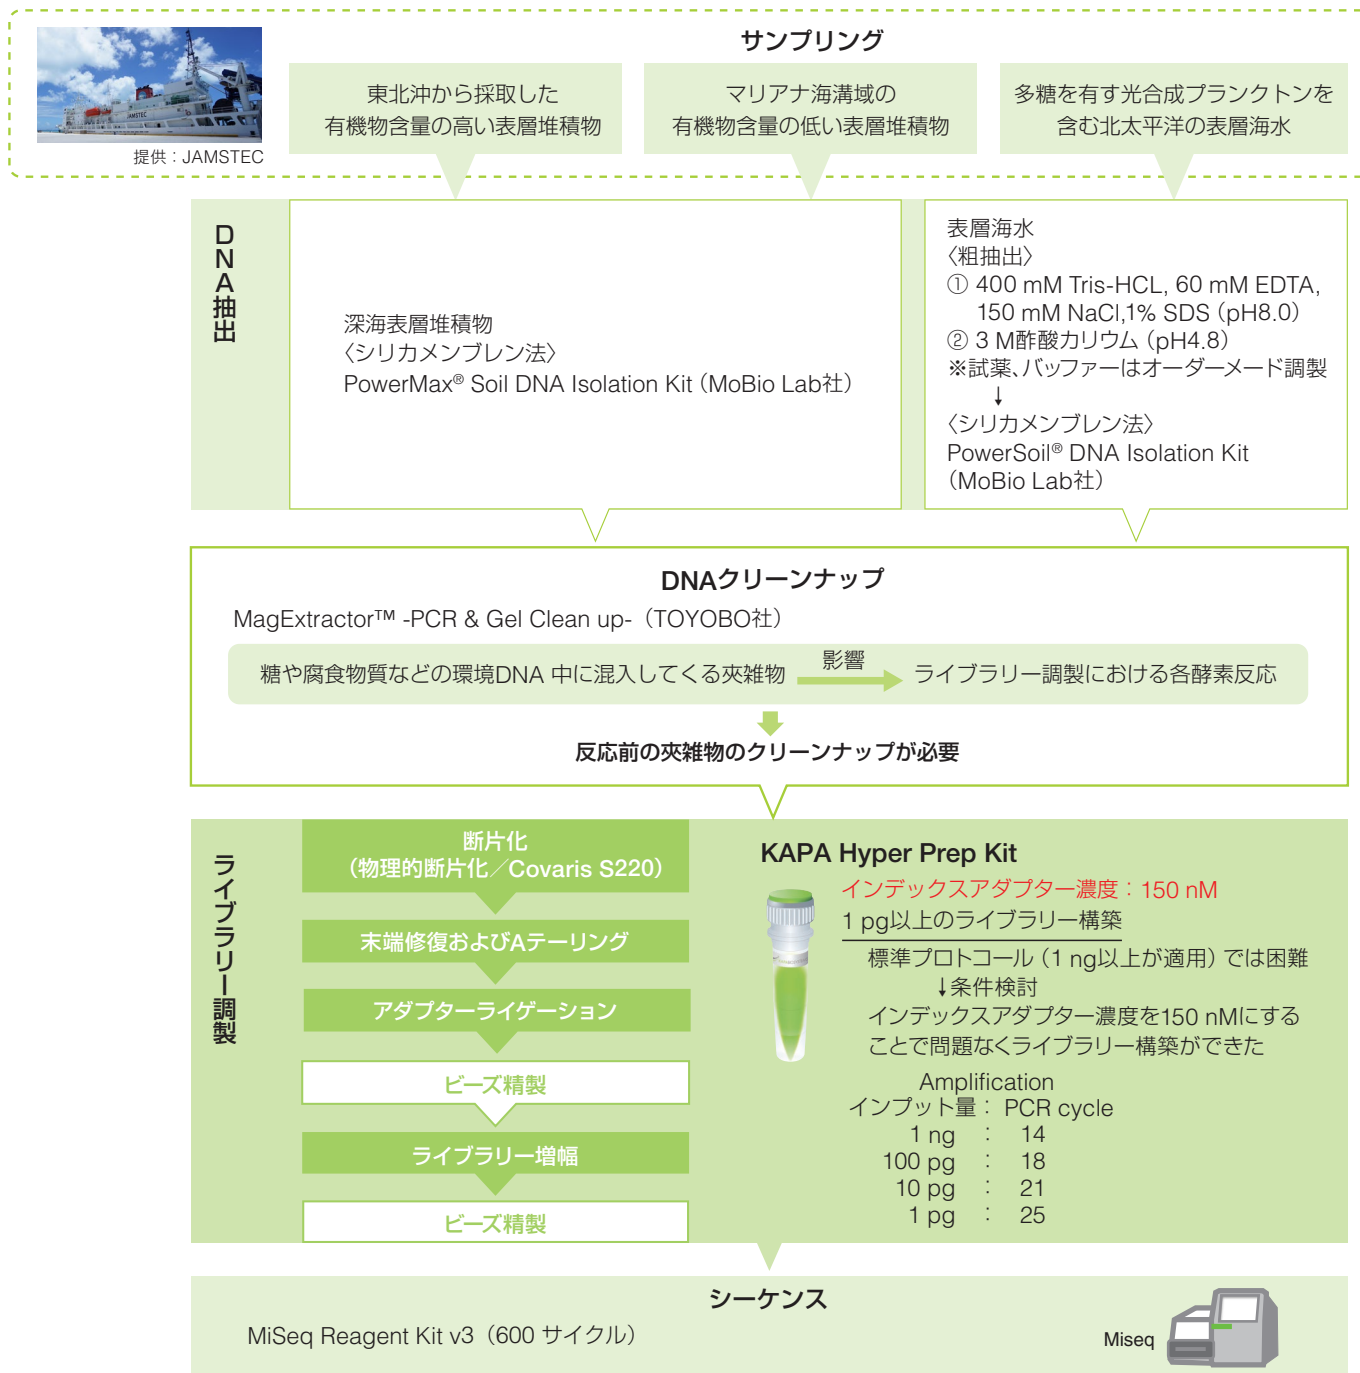 サンプリング
JAMSTEC
提供：JAMSTEC
東北沖から採取した
有機物含量の高い表層堆積物
マリアナ海溝域の
有機物含量の低い表層堆積物
多糖を有す光合成プランクトンを
含む北太平洋の表層海水
DNA抽出
深海表層堆積物
〈シリカメンブレン法〉
PowerMax® Soil DNA Isolation Kit（MoBio Lab社）
表層海水
〈粗抽出〉
① 400 mM Tris-HCL, 60 mM EDTA,
150 mM NaCl,1% SDS（pH8.0）
② 3 M酢酸カリウム（pH4.8）
※試薬、バッファーはオーダーメード調製
↓
〈シリカメンブレン法〉
PowerSoil® DNA Isolation Kit
（MoBio Lab社）
DNAクリーンナップ
MagExtractor™ -PCR & Gel Clean up-（TOYOBO社）
糖や腐食物質などの環境DNA 中に混入してくる夾雑物
影響
ライブラリー調製における各酵素反応
反応前の夾雑物のクリーンナップが必要
ライブラリー調製
断片化
（物理的断片化／Covaris S220）
末端修復およびAテーリング
アダプターライゲーション
ビーズ精製
ライブラリー増幅
ビーズ精製
KAPA Hyper Prep Kit
インデックスアダプター濃度：150 nM
1 pg以上のライブラリー構築
標準プロトコール（1 ng以上が適用）では困難
↓条件検討
インデックスアダプター濃度を150 nMにする
ことで問題なくライブラリー構築ができた
Amplification
インプット量： PCR cycle
1 ng ： 14
100 pg ： 18
10 pg ： 21
1 pg ： 25
シーケンス
MiSeq Reagent Kit v3（600 サイクル）
Miseq